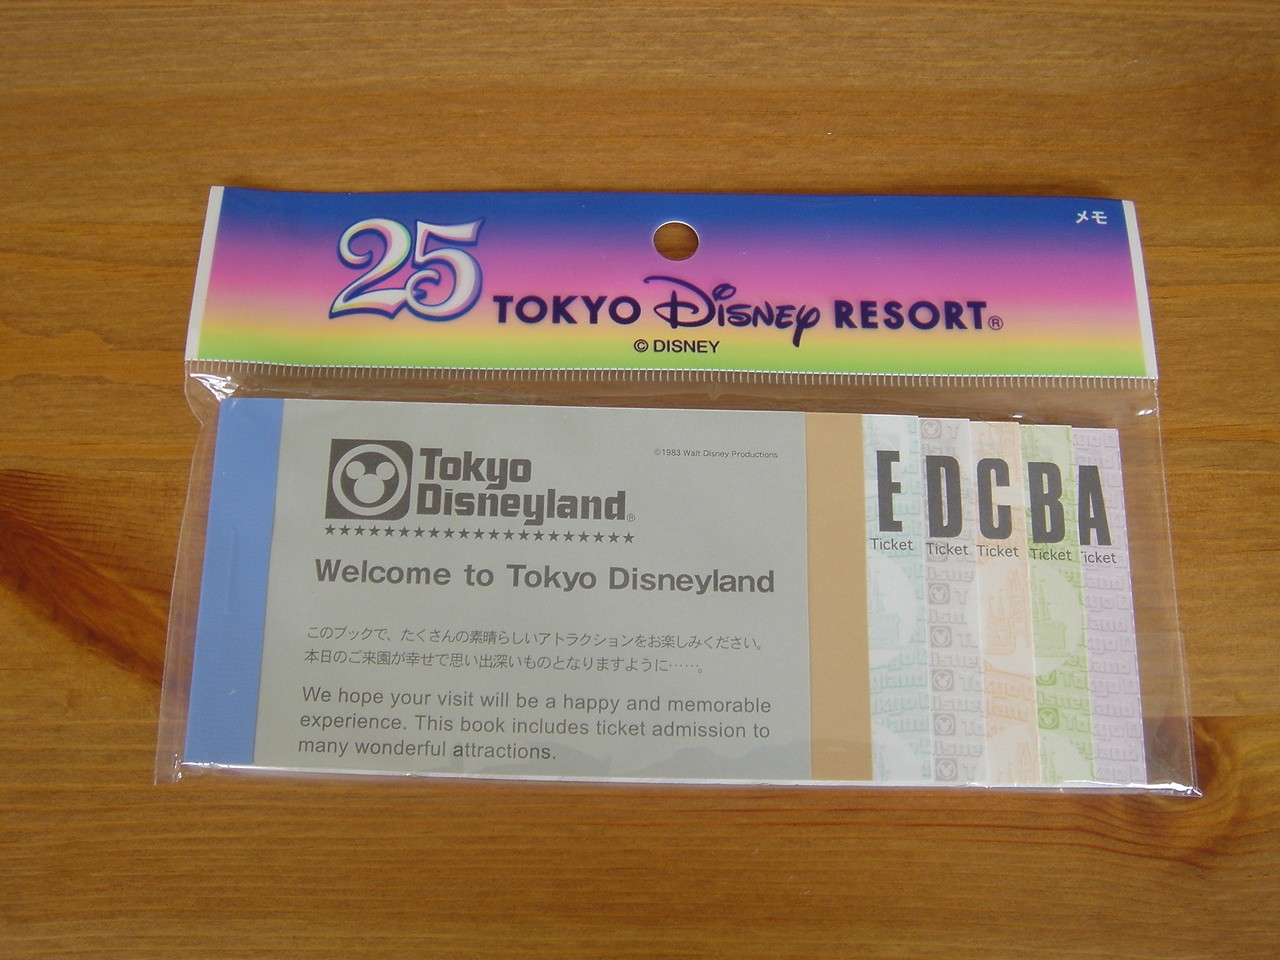 25 TOKYO Disney RESORT®
メモ
© DISNEY
Tokyo
Disneyland®
©1983 Walt Disney Productions
★★★★★★★★★★★★★★★★★★★★
Welcome to Tokyo Disneyland
このブックで、たくさんの素晴らしいアトラクションをお楽しみください。
本日のご来園が幸せで思い出深いものとなりますように……。
We hope your visit will be a happy and memorable
experience. This book includes ticket admission to
many wonderful attractions.
E D C B A
Ticket Ticket Ticket Ticket Ticket